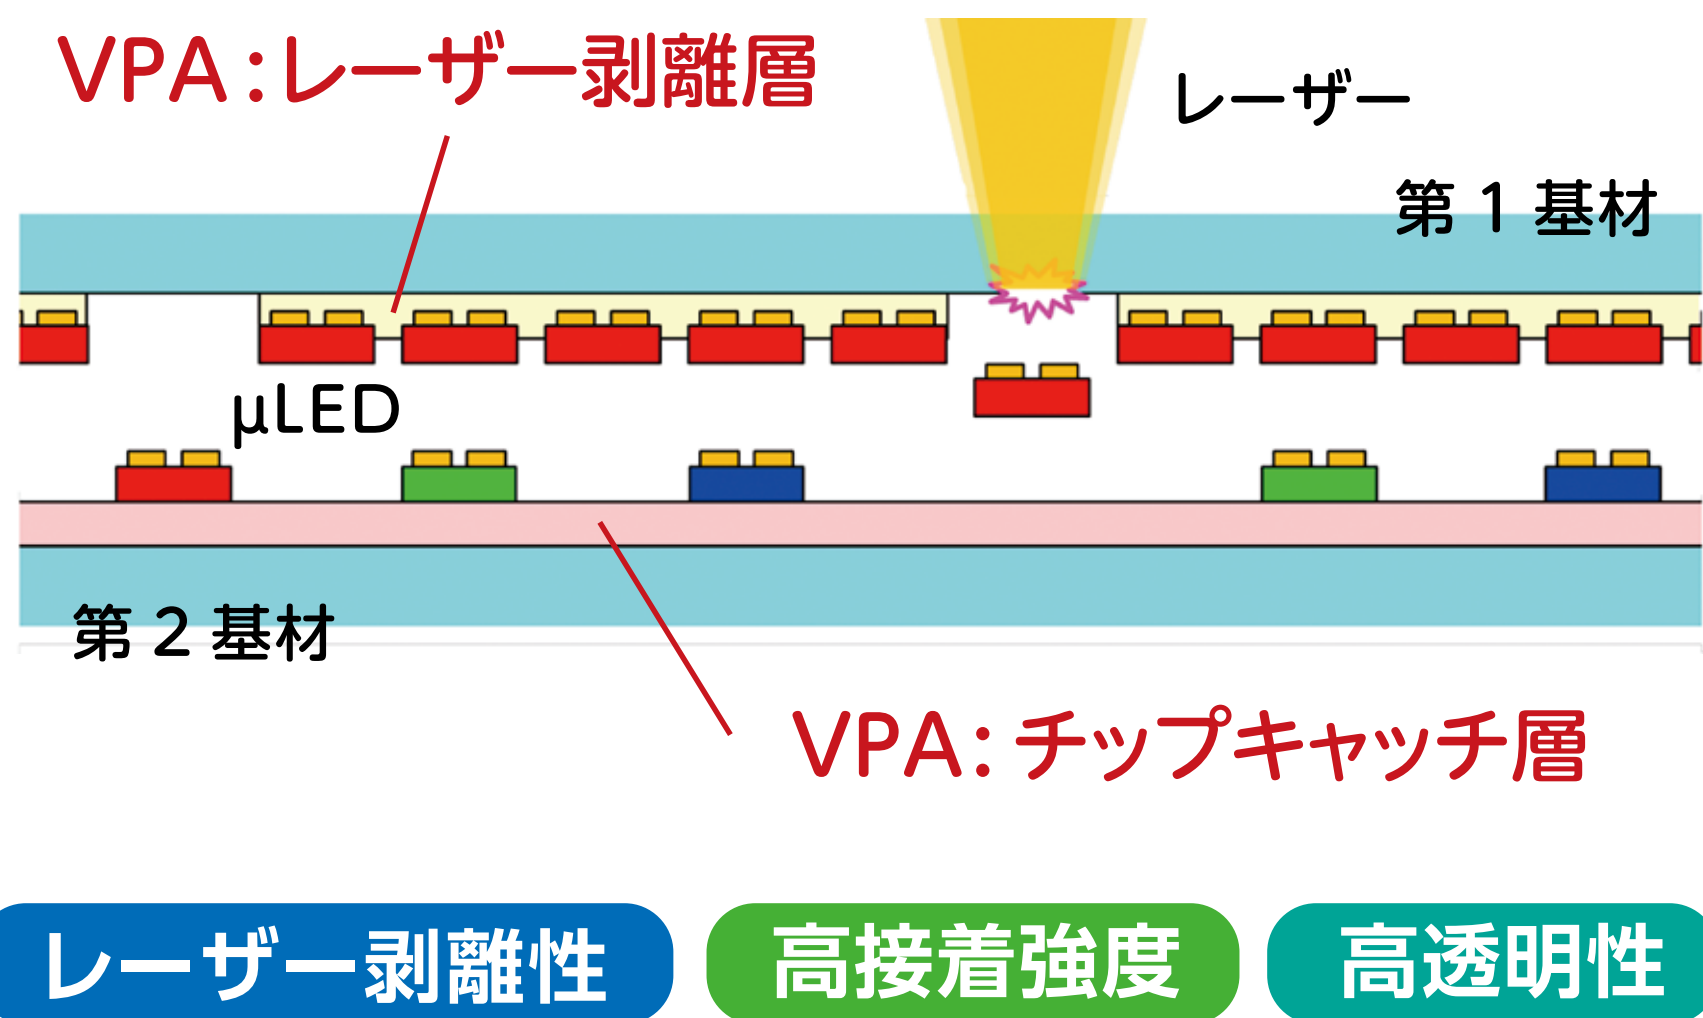 VPA:レーザー剥離層
レーザー
第1基材
μLED
第2基材
VPA:チップキャッチ層
レーザー剥離性
高接着強度
高透明性